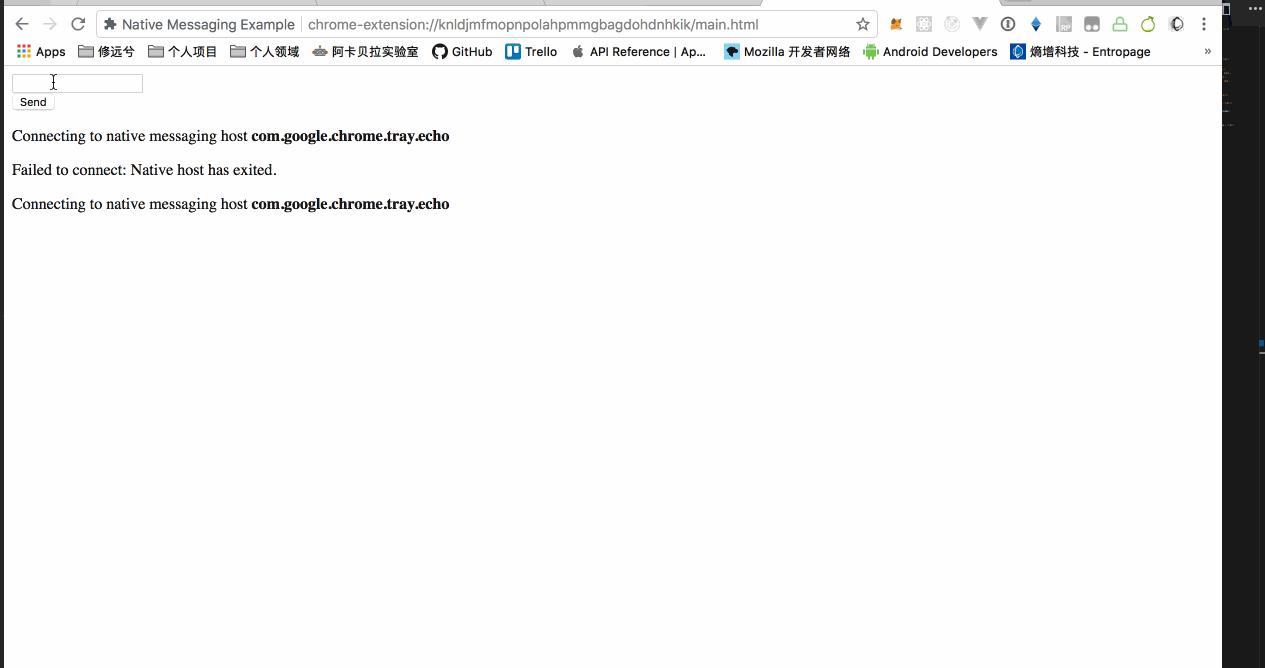 Native Messaging Example chrome-extension://knldjmfmopnpolahpmmgbagdohdnhkik/main.html
Apps 修远兮 个人项目 个人领域 阿卡贝拉实验室 GitHub Trello API Reference | Ap... Mozilla 开发者网络 Android Developers 熵增科技 - Entropage »
Send
Connecting to native messaging host com.google.chrome.tray.echo
Failed to connect: Native host has exited.
Connecting to native messaging host com.google.chrome.tray.echo